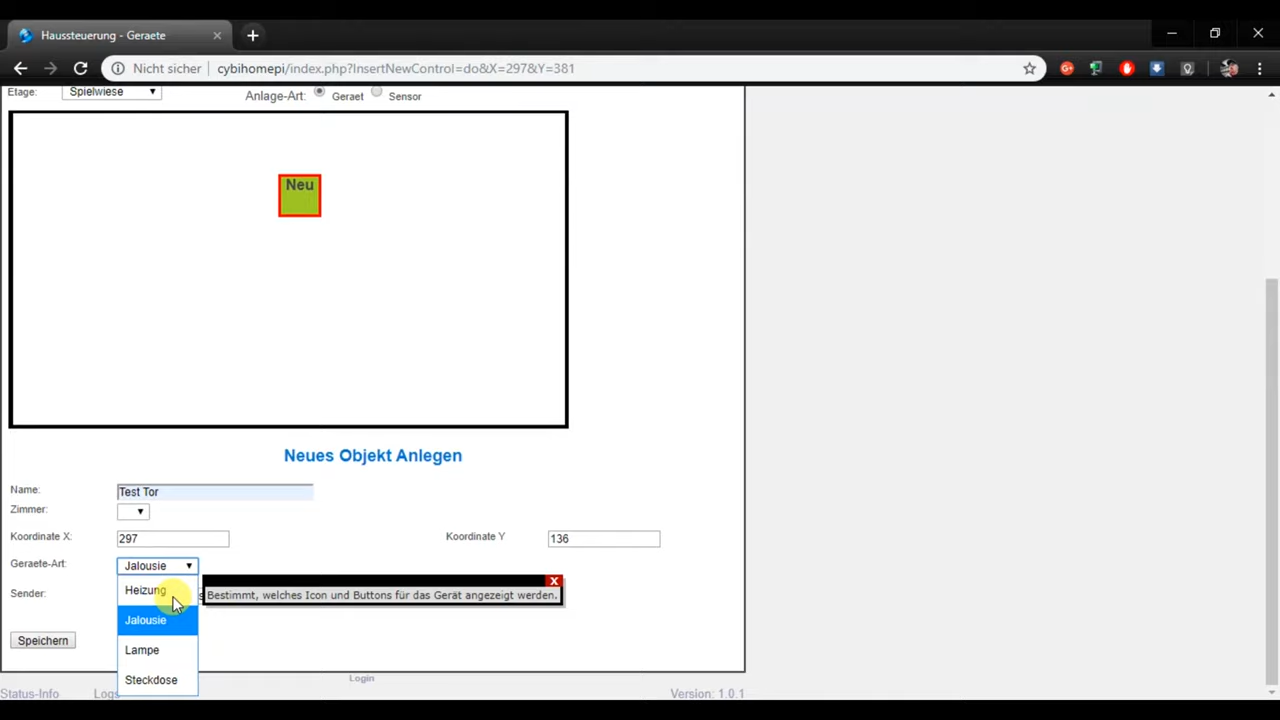 Haussteuerung - Geraete
Nicht sicher cybihomepi/index.php?InsertNewControl=do&X=297&Y=381
Etage: Spielwiese Anlage-Art: Geraet Sensor
Neu
Neues Objekt Anlegen
Name: Test Tor
Zimmer:
Koordinate X: 297 Koordinate Y 136
Geraete-Art: Jalousie
X
Heizung
Sender: Bestimmt, welches Icon und Buttons für das Gerät angezeigt werden.
Jalousie
Speichern
Lampe
Steckdose
Login
Status-Info Logs Version: 1.0.1